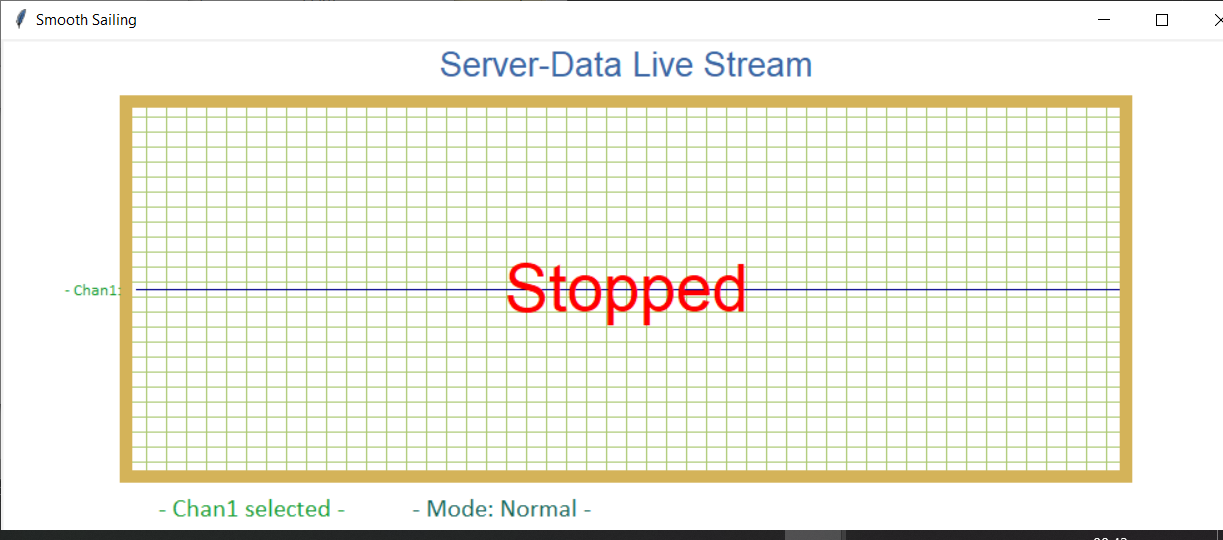 Smooth Sailing
Server-Data Live Stream
Stopped
- Chan1:
- Chan1 selected - - Mode: Normal -